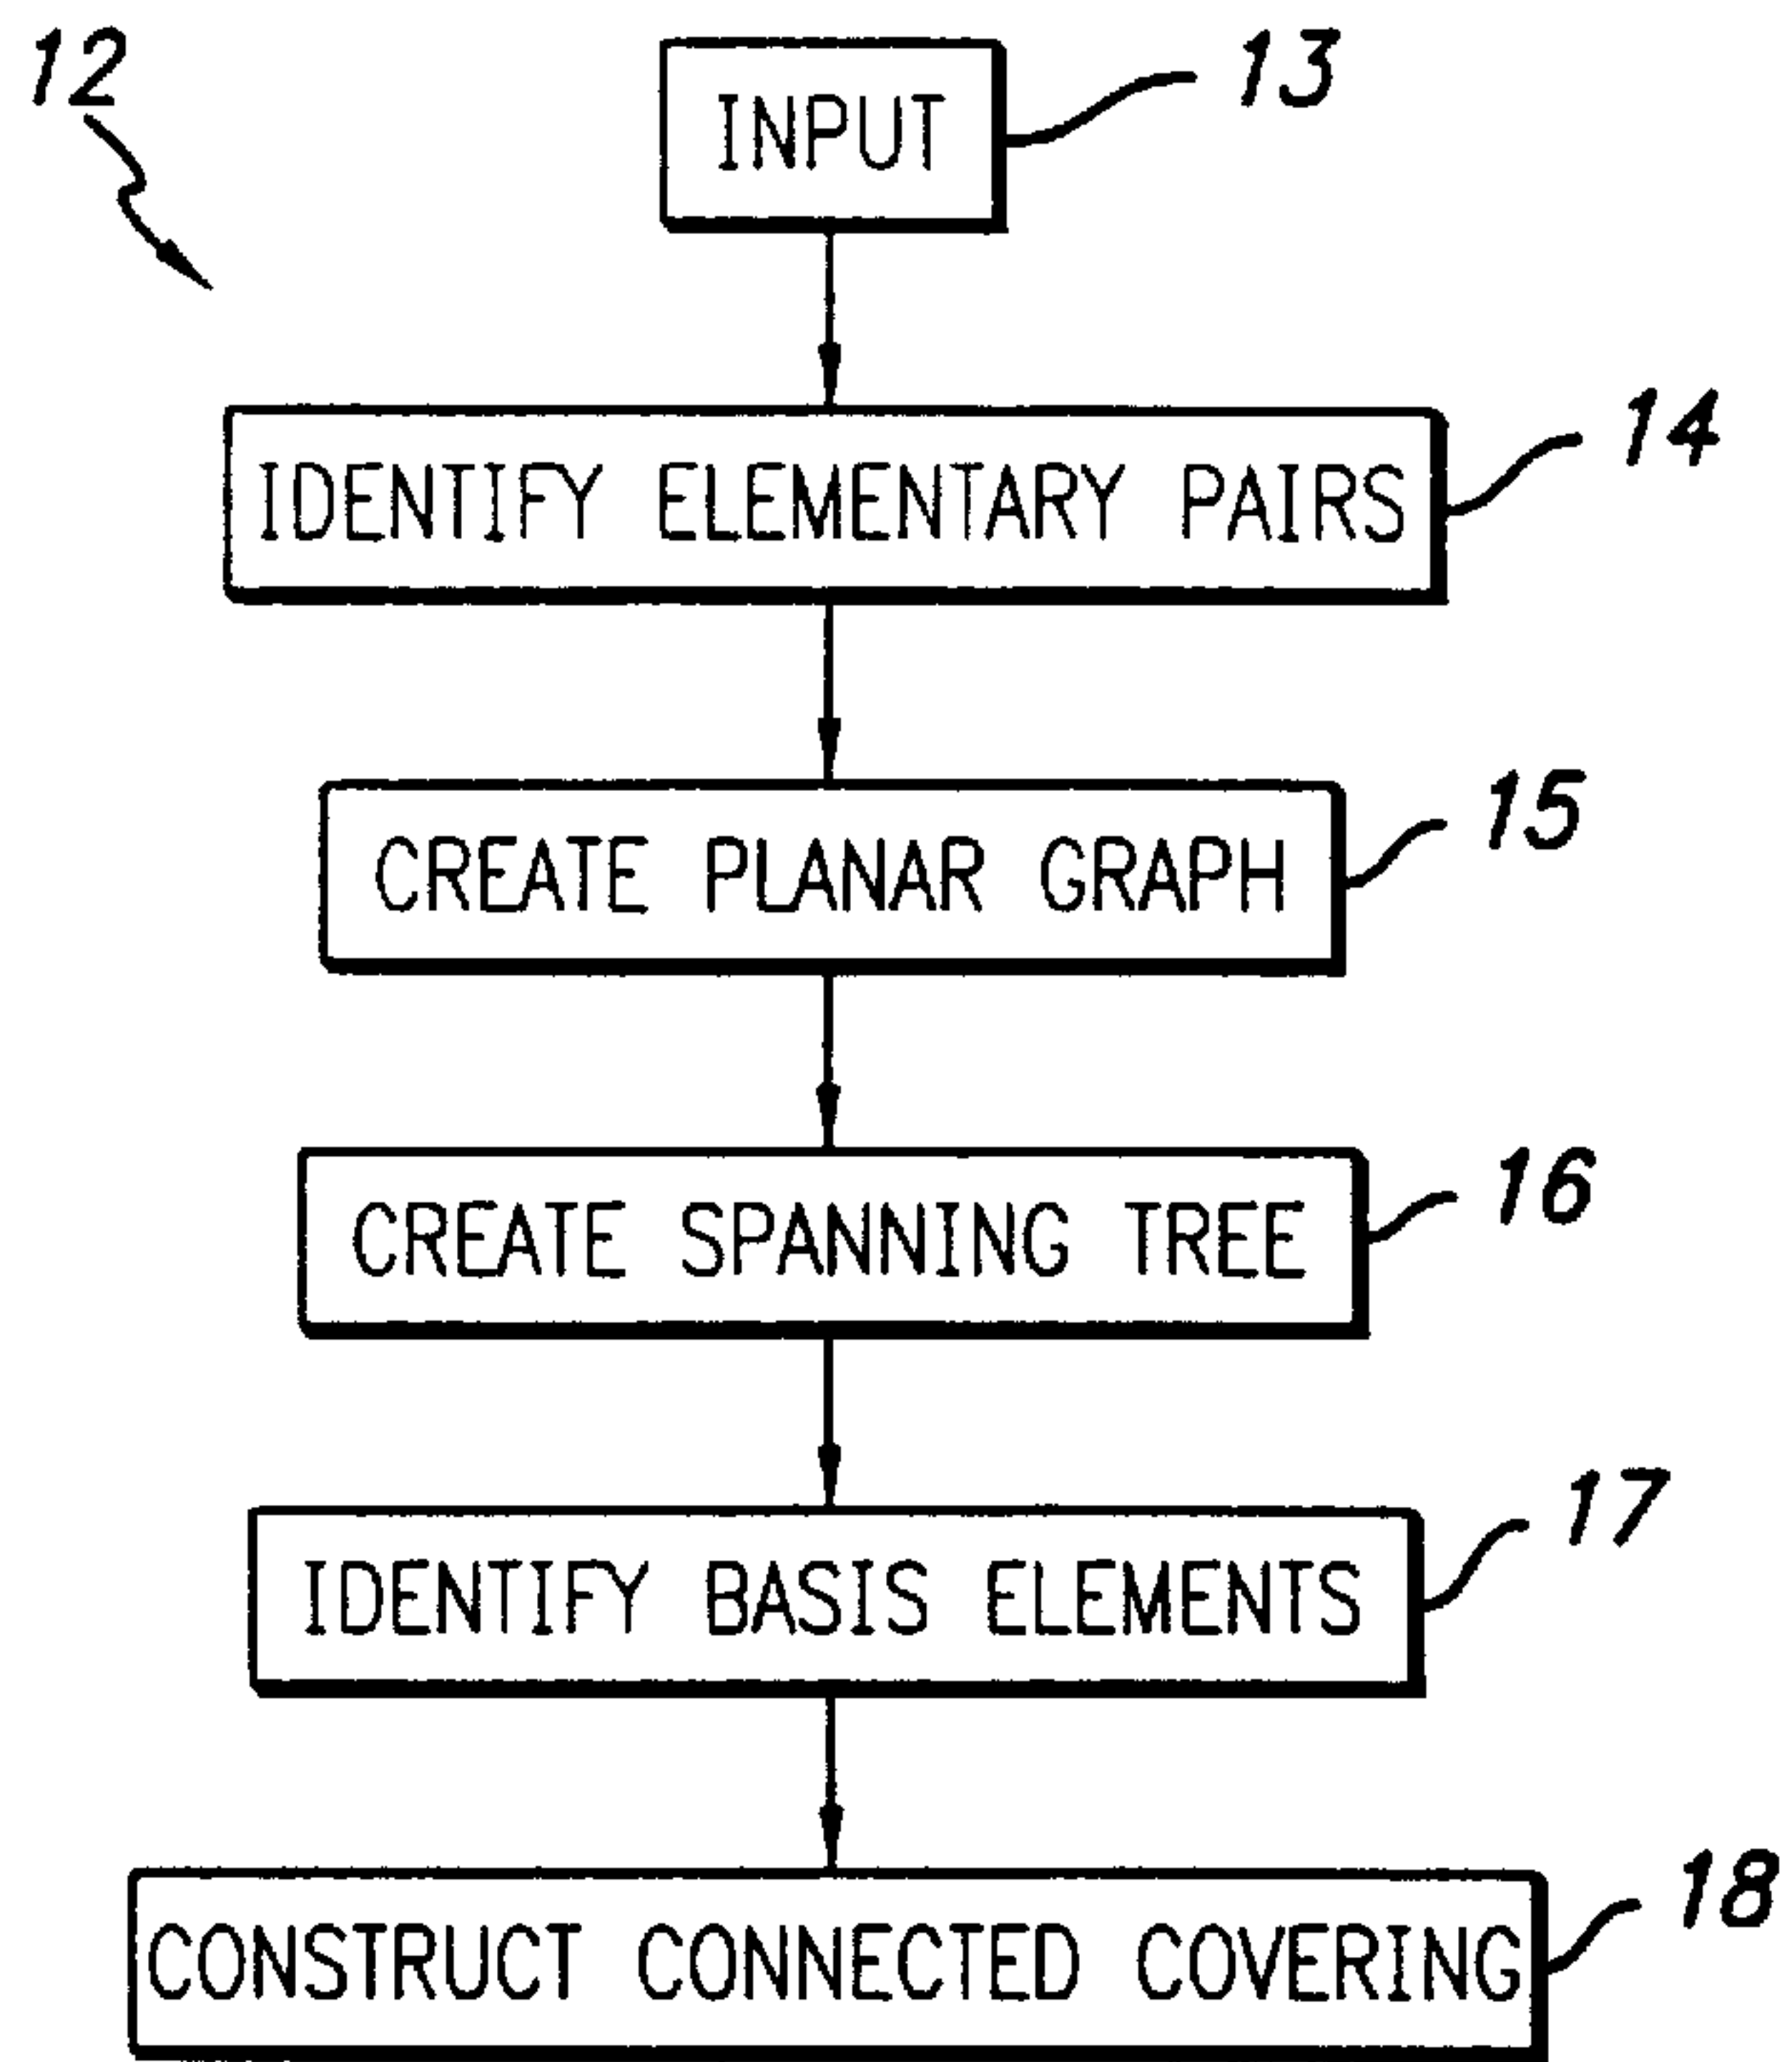 12
INPUT
13
IDENTIFY ELEMENTARY PAIRS
14
CREATE PLANAR GRAPH
15
CREATE SPANNING TREE
16
IDENTIFY BASIS ELEMENTS
17
CONSTRUCT CONNECTED COVERING
18